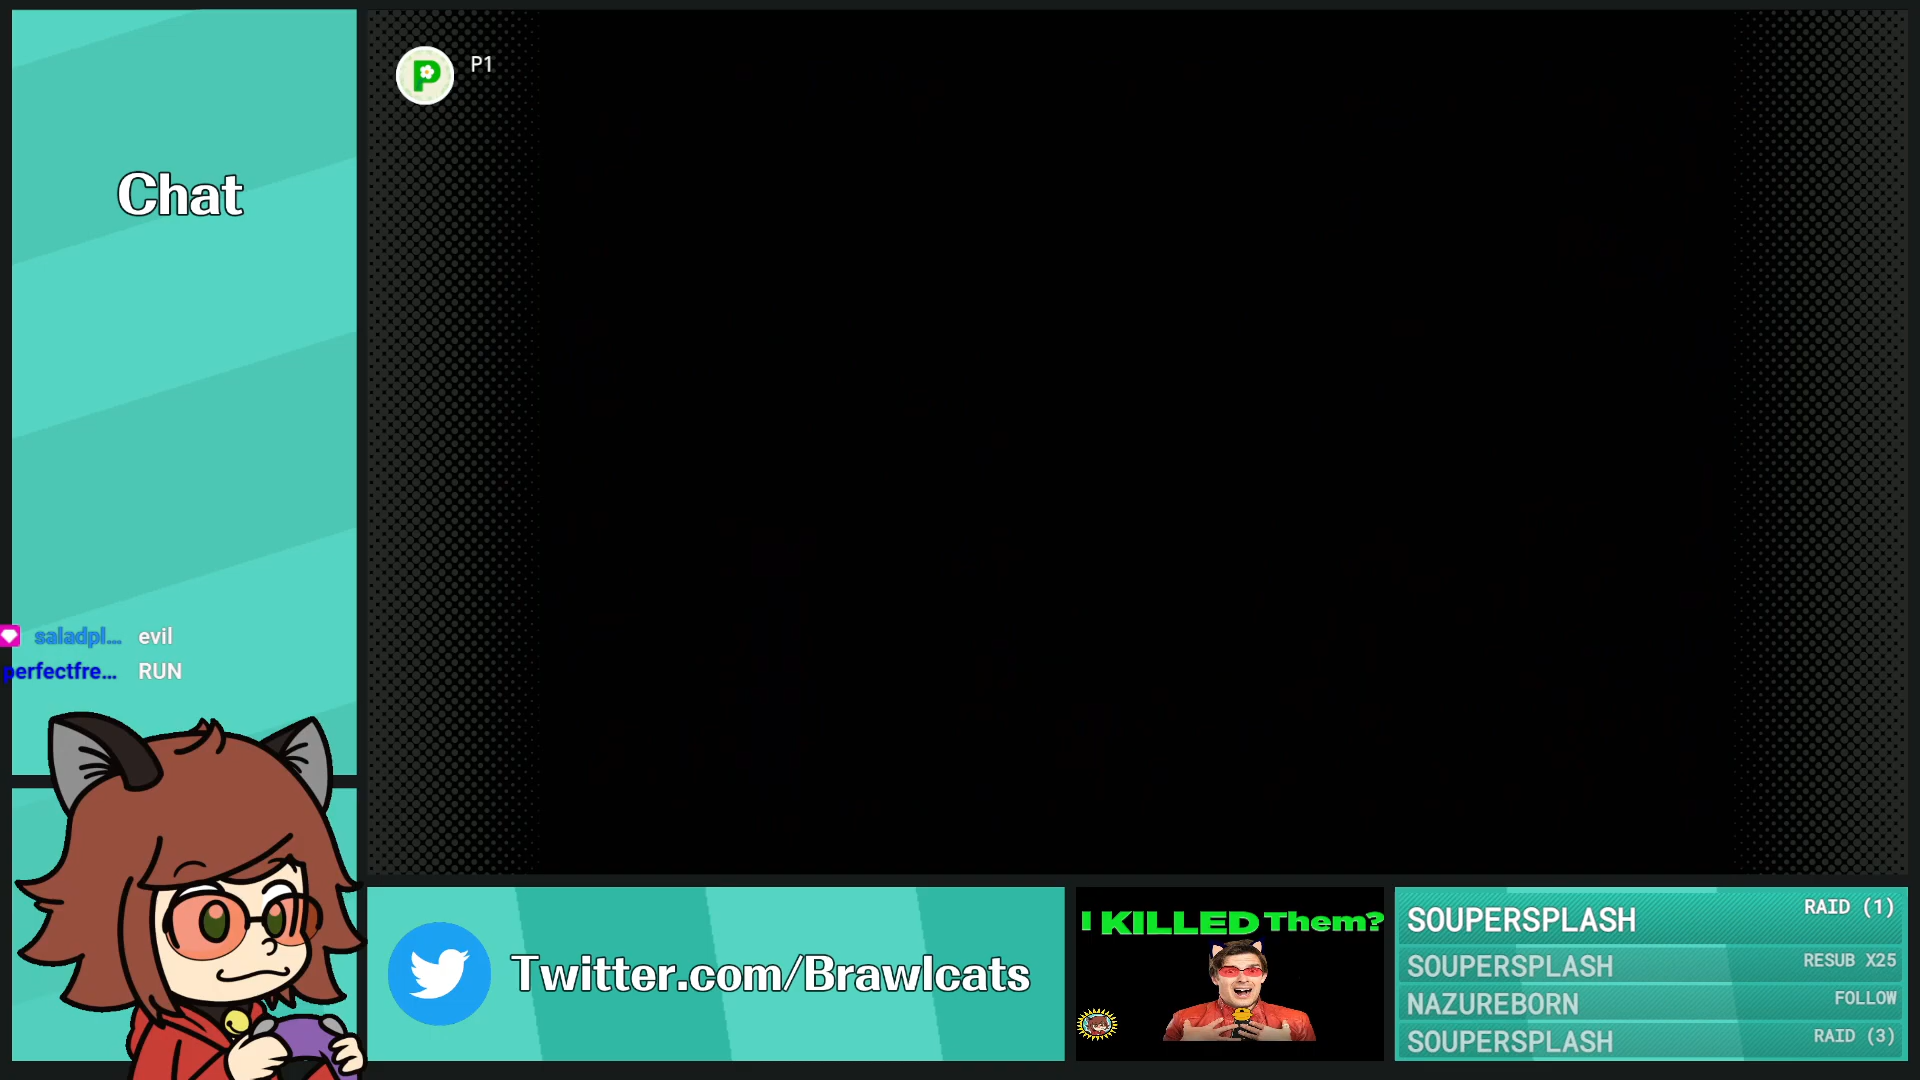 P
P1
Chat
saladpl... evil
perfectfre... RUN
Twitter.com/Brawlcats
I KILLED Them?
SOUPERSPLASH RAID (1)
SOUPERSPLASH RESUB X25
NAZUREBORN FOLLOW
SOUPERSPLASH RAID (3)